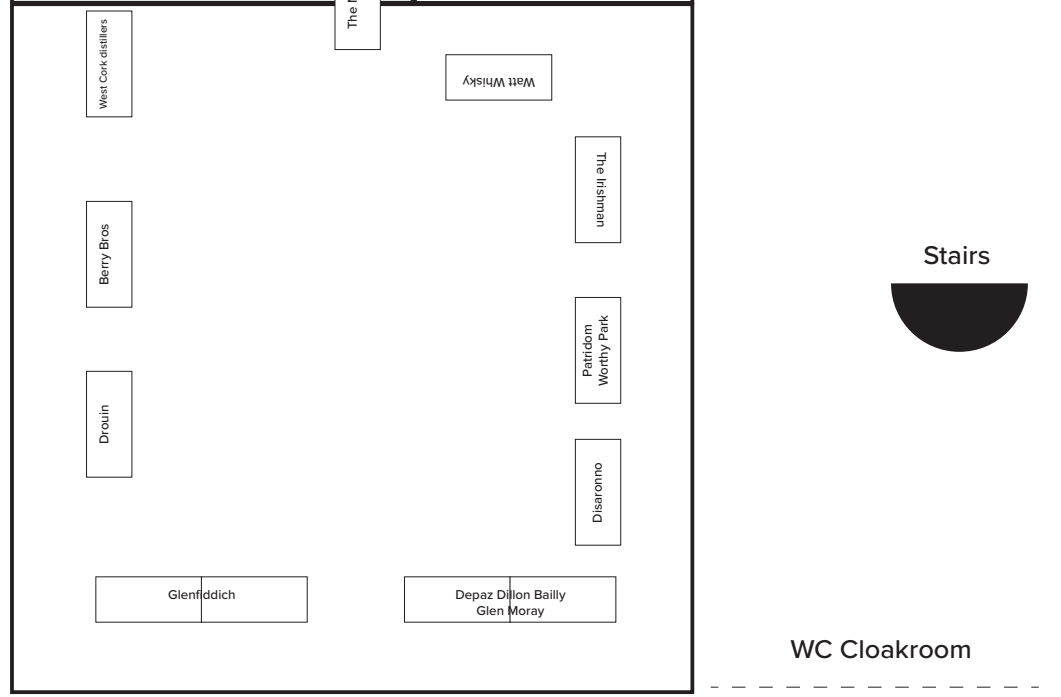 The
West Cork distillers
Watt Whisky
The Irishman
Berry Bros
Stairs
Patridom
Worthy Park
Drouin
Disaronno
Glenfiddich
Depaz Dillon Bailly
Glen Moray
WC Cloakroom